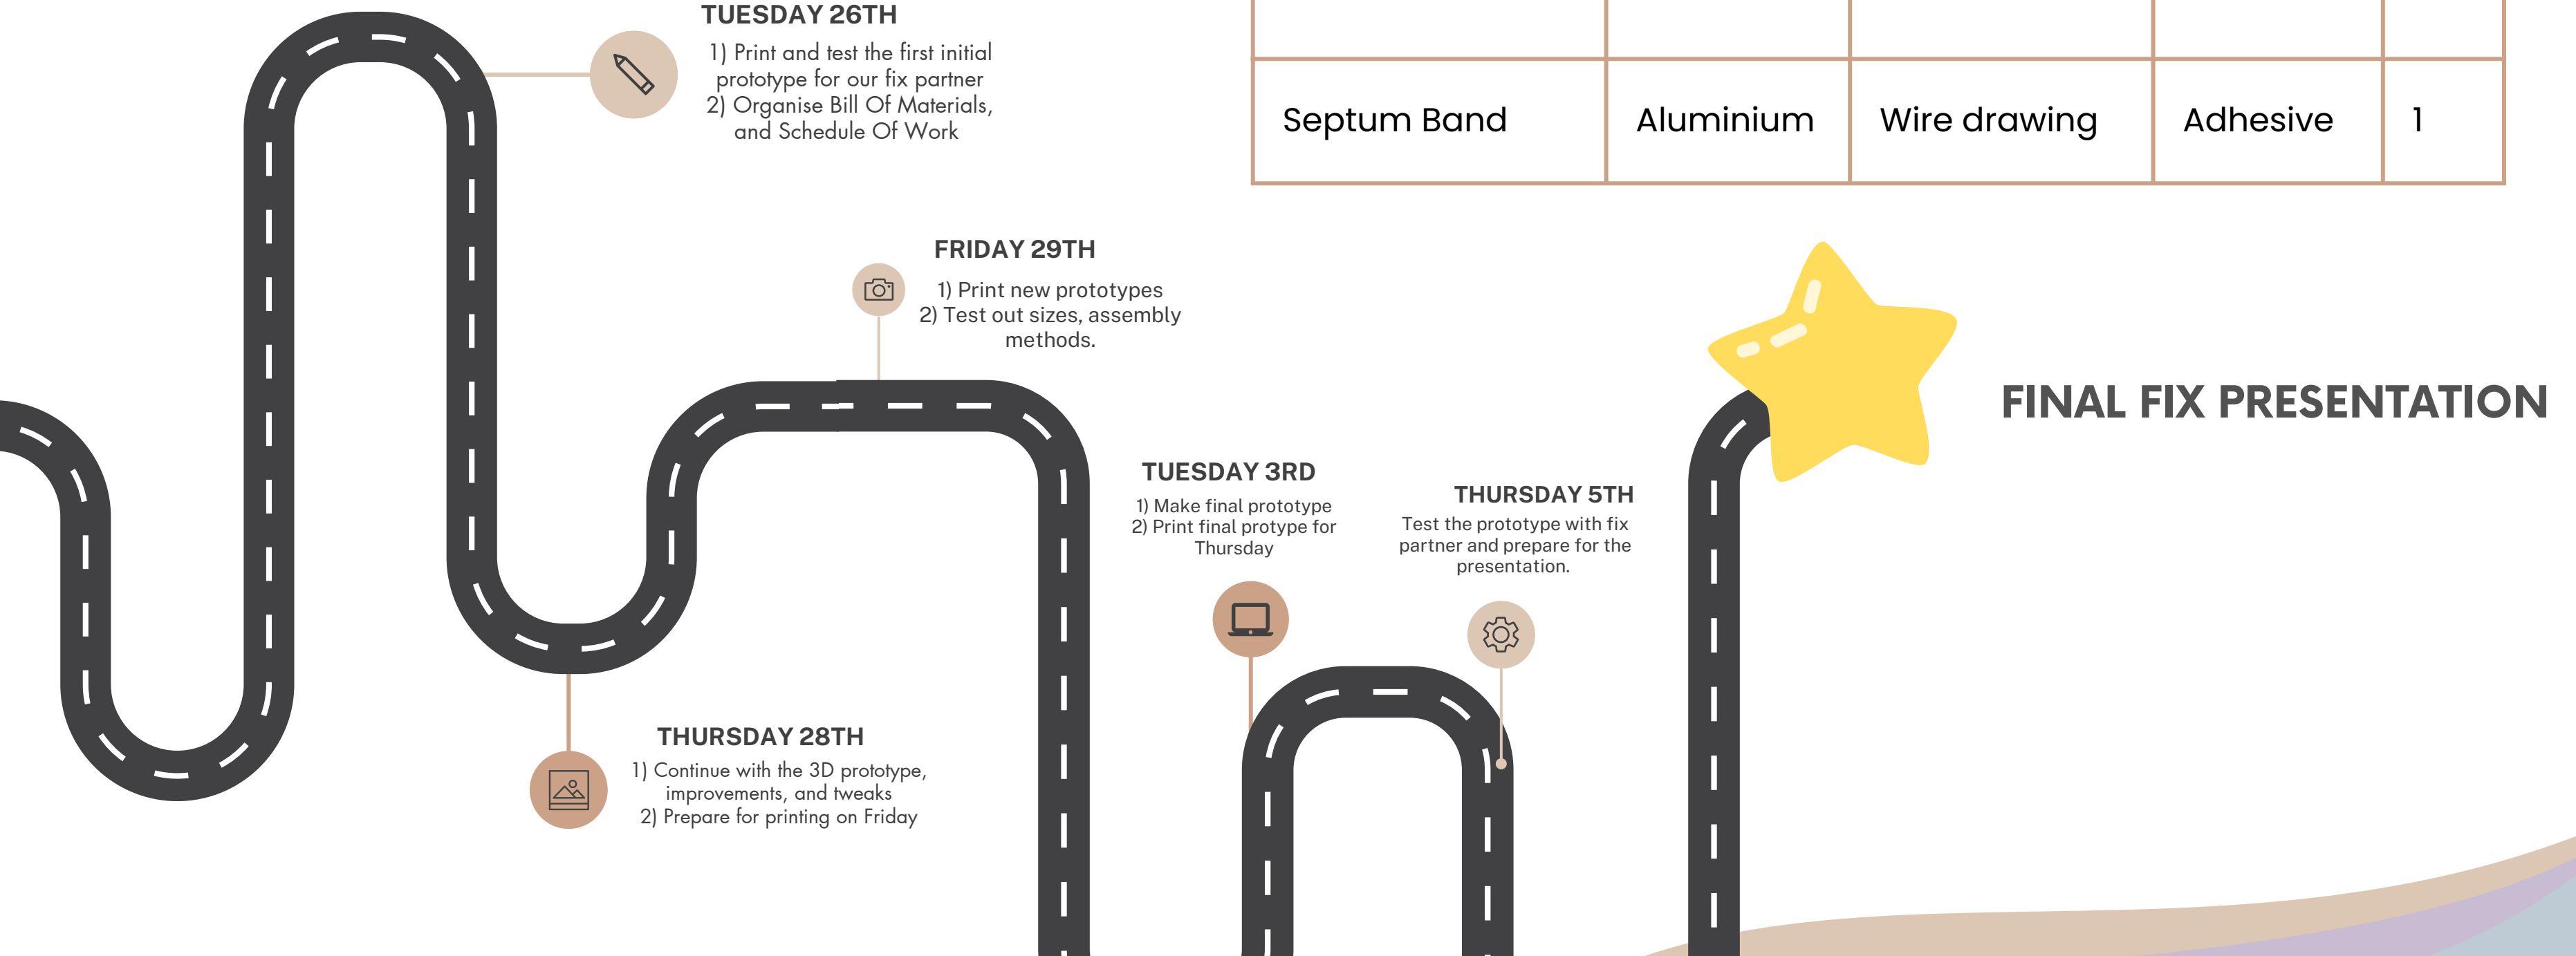 TUESDAY 26TH
1) Print and test the first initial
prototype for our fix partner
2) Organise Bill Of Materials,
and Schedule Of Work
Septum Band Aluminium Wire drawing Adhesive 1
FRIDAY 29TH
1) Print new prototypes
2) Test out sizes, assembly
methods.
FINAL FIX PRESENTATION
TUESDAY 3RD
1) Make final prototype
2) Print final protype for
Thursday
THURSDAY 5TH
Test the prototype with fix
partner and prepare for the
presentation.
THURSDAY 28TH
1) Continue with the 3D prototype,
improvements, and tweaks
2) Prepare for printing on Friday